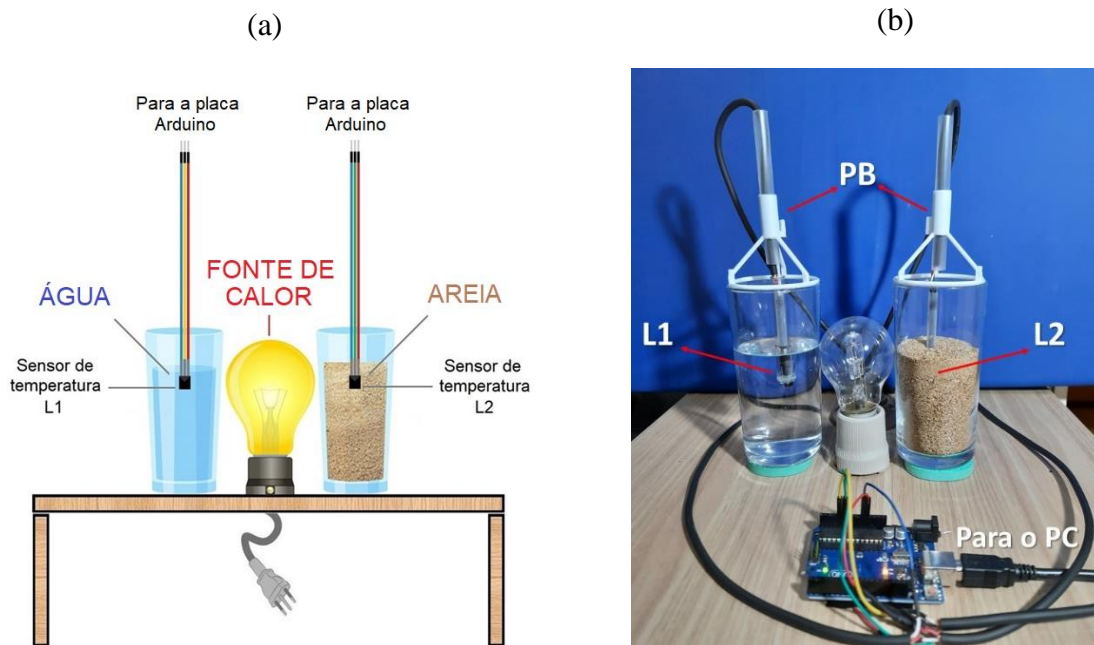 (a)
(b)
Para a placa
Arduino
Para a placa
Arduino
FONTE DE
CALOR
ÁGUA
AREIA
Sensor de
temperatura
L1
Sensor de
temperatura
L2
PB
L1
L2
Para o PC